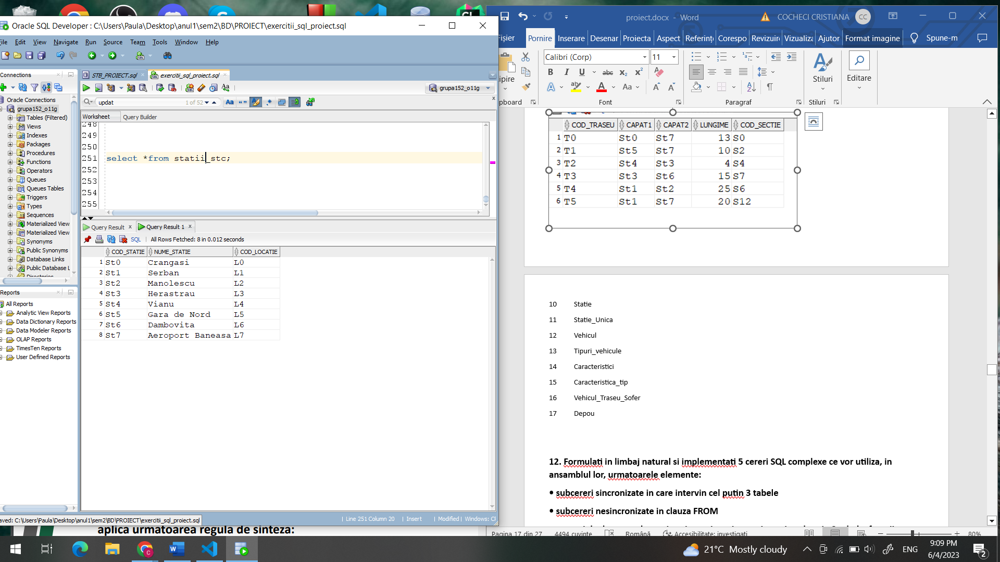 Oracle SQL Developer : C:\Users\Paula\Desktop\anul1\sem2\BD\PROIECT\exercitii_sql_proiect.sql
File Edit View Navigate Run Source Team Tools Window Help
Connections
Oracle Connections
grupa152_o11g
Tables (Filtered)
Views
Indexes
Packages
Procedures
Functions
Operators
Queues
Queues Tables
Triggers
Types
Sequences
Materialized View
Materialized View
Synonyms
Public Synonyms
Database Links
Public Database L
Directories
Reports
All Reports
Analytic View Reports
Data Dictionary Reports
Data Modeler Reports
OLAP Reports
TimesTen Reports
User Defined Reports
STB_PROIECT.sql exercitii_sql_proiect.sql
grupa152_o11g
updat 1 of 52
Worksheet Query Builder
248
249
250
251 select *from statii_stc;
252
253
254
255
Query Result Query Result 1
SQL All Rows Fetched: 8 in 0.012 seconds
COD_STATIE NUME_STATIE COD_LOCATIE
1 St0 Crangasi L0
2 St1 Serban L1
3 St2 Manolescu L2
4 St3 Herastrau L3
5 St4 Vianu L4
6 St5 Gara de Nord L5
7 St6 Dambovita L6
8 St7 Aeroport Baneasa L7
aved: C:\Users\Paula\Desktop\anul1\sem2\BD\PROIECT\exercitii_sql_proiect.sql
Line 251 Column 20 Insert Modified Windows: CF
aplica urmatoarea regula de sinteza:
proiect.docx - Word COCHECI CRISTIANA CC
Fișier Pornire Inserare Desenar Proiecta Aspect Referinț Corespo Revizuir Vizualiza Ajutor Format imagine Spune-m
Calibri (Corp) 11
Stiluri Editare
ipire
pboard Font Paragraf Stiluri
COD_TRASEU CAPAT1 CAPAT2 LUNGIME COD_SECTIE
1 T0 St0 St7 13 S0
2 T1 St5 St7 10 S2
3 T2 St4 St3 4 S4
4 T3 St3 St6 15 S7
5 T4 St1 St2 25 S6
6 T5 St1 St7 20 S12
10 Statie
11 Statie_Unica
12 Vehicul
13 Tipuri_vehicule
14 Caracteristici
15 Caracteristica_tip
16 Vehicul_Traseu_Sofer
17 Depou
12. Formulati in limbaj natural si implementati 5 cereri SQL complexe ce vor utiliza, in
ansamblul lor, urmatoarele elemente:
• subcereri sincronizate in care intervin cel putin 3 tabele
• subcereri nesincronizate in clauza FROM
Pagina 17 din 27 4494 cuvinte Română Accesibilitate: investigați 80%
21°C Mostly cloudy ENG 9:09 PM
6/4/2023 2